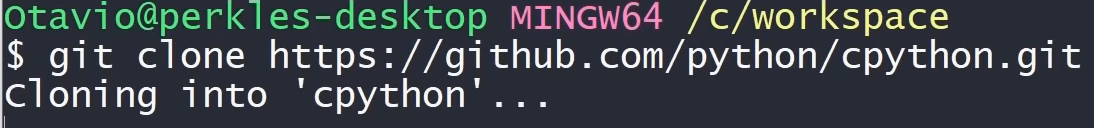 Otavio@perkles-desktop MINGW64 /c/workspace
$ git clone https://github.com/python/cpython.git
Cloning into 'cpython'...